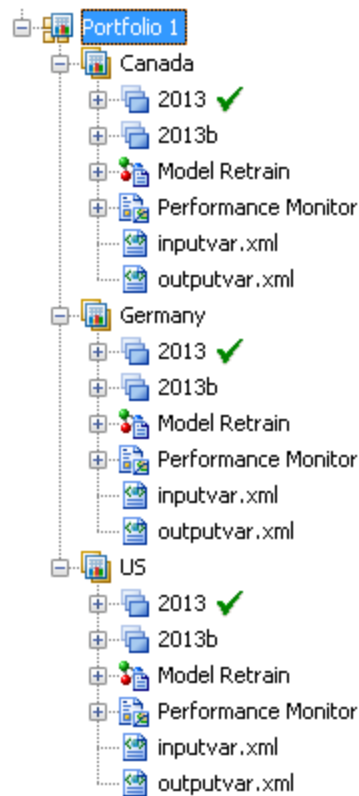 Portfolio 1
Canada
2013
2013b
Model Retrain
Performance Monitor
inputvar.xml
outputvar.xml
Germany
2013
2013b
Model Retrain
Performance Monitor
inputvar.xml
outputvar.xml
US
2013
2013b
Model Retrain
Performance Monitor
inputvar.xml
outputvar.xml